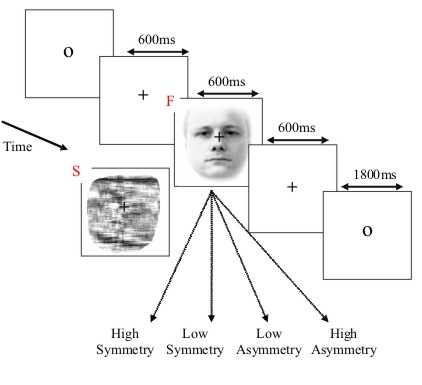 o
600ms
+
600ms
F
+
600ms
Time
S
+
+
1800ms
o
High Symmetry
Low Symmetry
Low Asymmetry
High Asymmetry